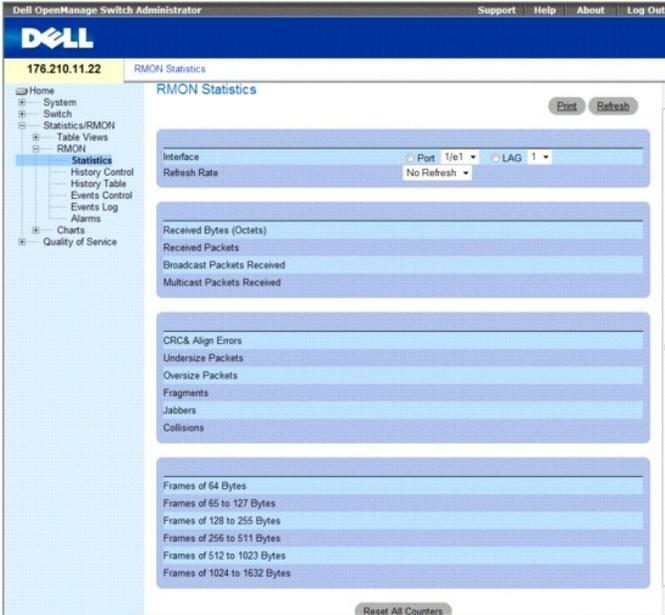 Dell OpenManage Switch Administrator Support Help About Log Out
DELL
176.210.11.22 RMON Statistics
Home
System
Switch
Statistics/RMON
Table Views
RMON
Statistics
History Control
History Table
Events Control
Events Log
Alarms
Charts
Quality of Service
RMON Statistics
Print Refresh
Interface Port 1/e1 LAG 1
Refresh Rate No Refresh
Received Bytes (Octets)
Received Packets
Broadcast Packets Received
Multicast Packets Received
CRC& Align Errors
Undersize Packets
Oversize Packets
Fragments
Jabbers
Collisions
Frames of 64 Bytes
Frames of 65 to 127 Bytes
Frames of 128 to 255 Bytes
Frames of 256 to 511 Bytes
Frames of 512 to 1023 Bytes
Frames of 1024 to 1632 Bytes
Reset All Counters